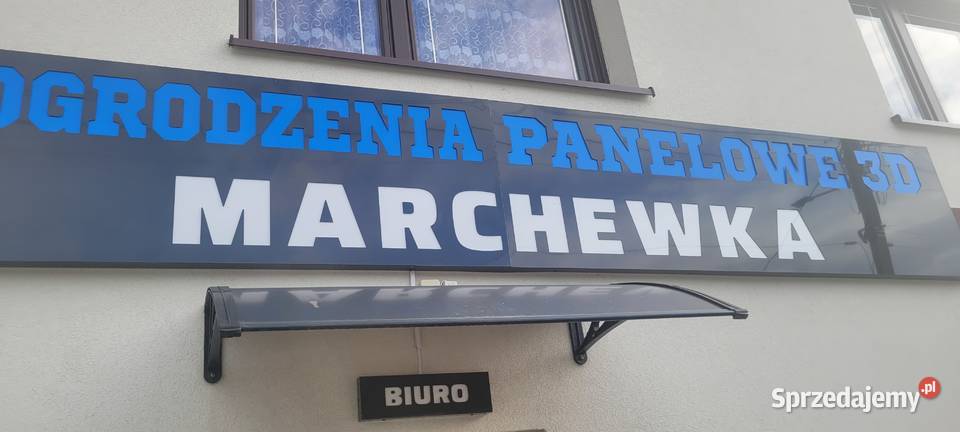 OGRODZENIA PANELOWE 3D
MARCHEWKA
BIURO
Sprzedajemy.pl